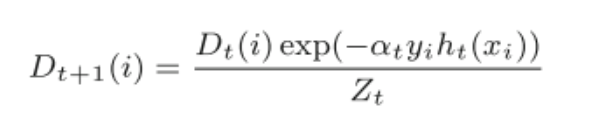 D_{t+1}(i) = \frac{D_t(i) \exp(-\alpha_t y_i h_t(x_i))}{Z_t}